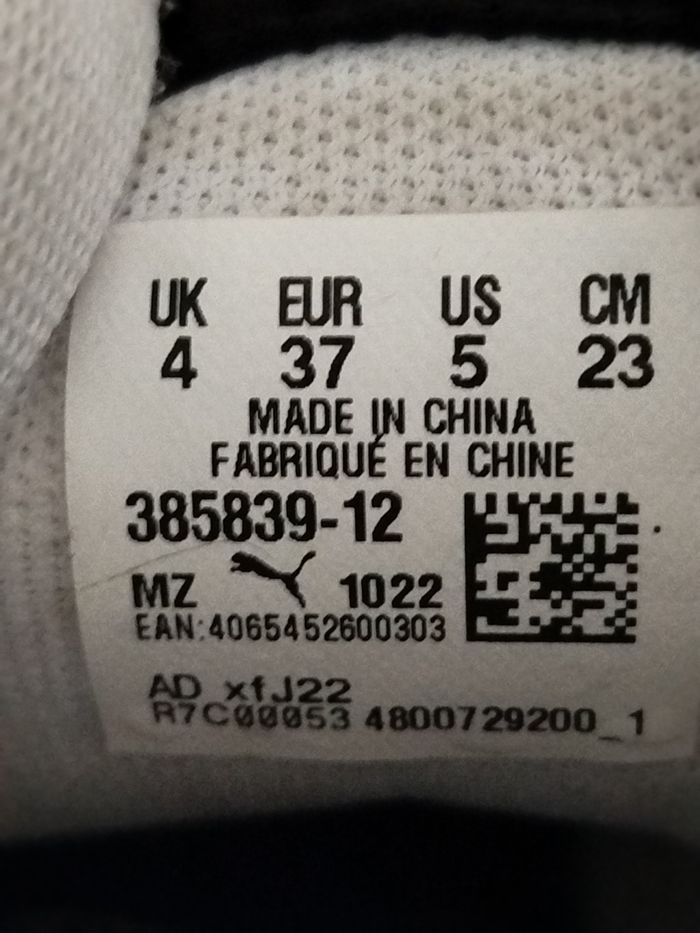 UK EUR US CM
4 37 5 23
MADE IN CHINA
FABRIQUÉ EN CHINE
385839-12
MZ 1022
EAN:4065452600303
AD xfJ22
R7C00053 4800729200_1